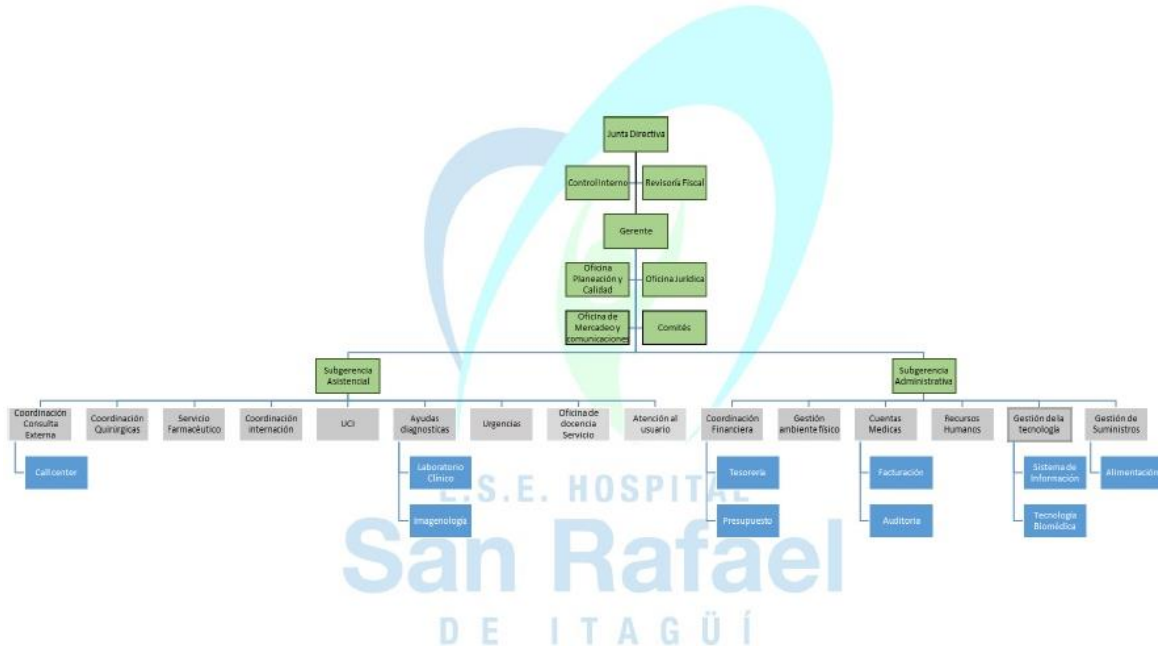 Junta Directiva
Control Interno
Revisoría Fiscal
Gerente
Oficina
Planeación y
Calidad
Oficina Jurídica
Oficina de
Mercadeo y
comunicaciones
Comités
Subgerencia
Asistencial
Subgerencia
Administrativa
Coordinación
Consulta
Externa
Coordinación
Quirúrgicas
Servicio
Farmacéutico
Coordinación
internación
UCI
Ayudas
diagnosticas
Urgencias
Oficina de
docencia
Servicio
Atención al
usuario
Coordinación
Financiera
Gestión
ambiente físico
Cuentas
Medicas
Recursos
Humanos
Gestión de la
tecnología
Gestión de
Suministros
Call center
Laboratorio
Clínico
Imagenología
Tesorería
Presupuesto
Facturación
Auditoria
Sistema de
Información
Tecnología
Biomédica
Alimentación
E.S.E. HOSPITAL
San Rafael
DE ITAGÜÍ